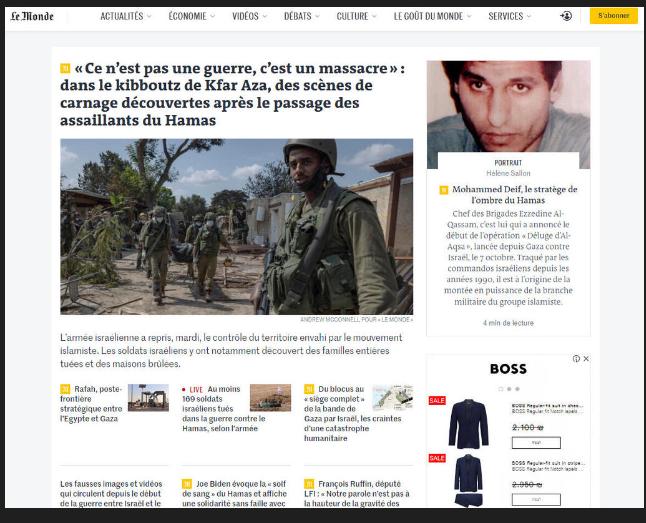 Le Monde
ACTUALITÉS
ÉCONOMIE
VIDÉOS
DÉBATS
CULTURE
LE GOÛT DU MONDE
SERVICES
S'abonner
« Ce n'est pas une guerre, c'est un massacre » :
dans le kibboutz de Kfar Aza, des scènes de
carnage découvertes après le passage des
assaillants du Hamas
ANDREW MCCONNELL POUR « LE MONDE »
L'armée israélienne a repris, mardi, le contrôle du territoire envahi par le mouvement
islamiste. Les soldats israéliens y ont notamment découvert des familles entières
tuées et des maisons brûlées.
Rafah, poste-
frontière
stratégique entre
l'Egypte et Gaza
LIVE Au moins
169 soldats
israéliens tués
dans la guerre contre le
Hamas, selon l'armée
Du blocus au
« siège complet »
de la bande de
Gaza par Israël, les craintes
d'une catastrophe
humanitaire
Les fausses images et vidéos
qui circulent depuis le début
de la guerre entre Israël et le
Joe Biden évoque la « soif
de sang » du Hamas et affiche
une solidarité sans faille avec
François Ruffin, député
LFI : « Notre parole n'est pas à
la hauteur de la gravité des
PORTRAIT
Hélène Sallon
Mohammed Deif, le stratège de
l'ombre du Hamas
Chef des Brigades Ezzedine Al-
Qassam, c'est lui qui a annoncé le
début de l'opération « Déluge d'Al-
Aqsa », lancée depuis Gaza contre
Israël, le 7 octobre. Traqué par les
commandos israéliens depuis les
années 1990, il est à l'origine de la
montée en puissance de la branche
militaire du groupe islamiste.
4 min de lecture
BOSS
SALE
BOSS Regular-fit suit in
BOSS Regular fit Notch lapels
2.100
SALE
BOSS Regular-fit suit in
BOSS Regular fit Notch lapels
2.950